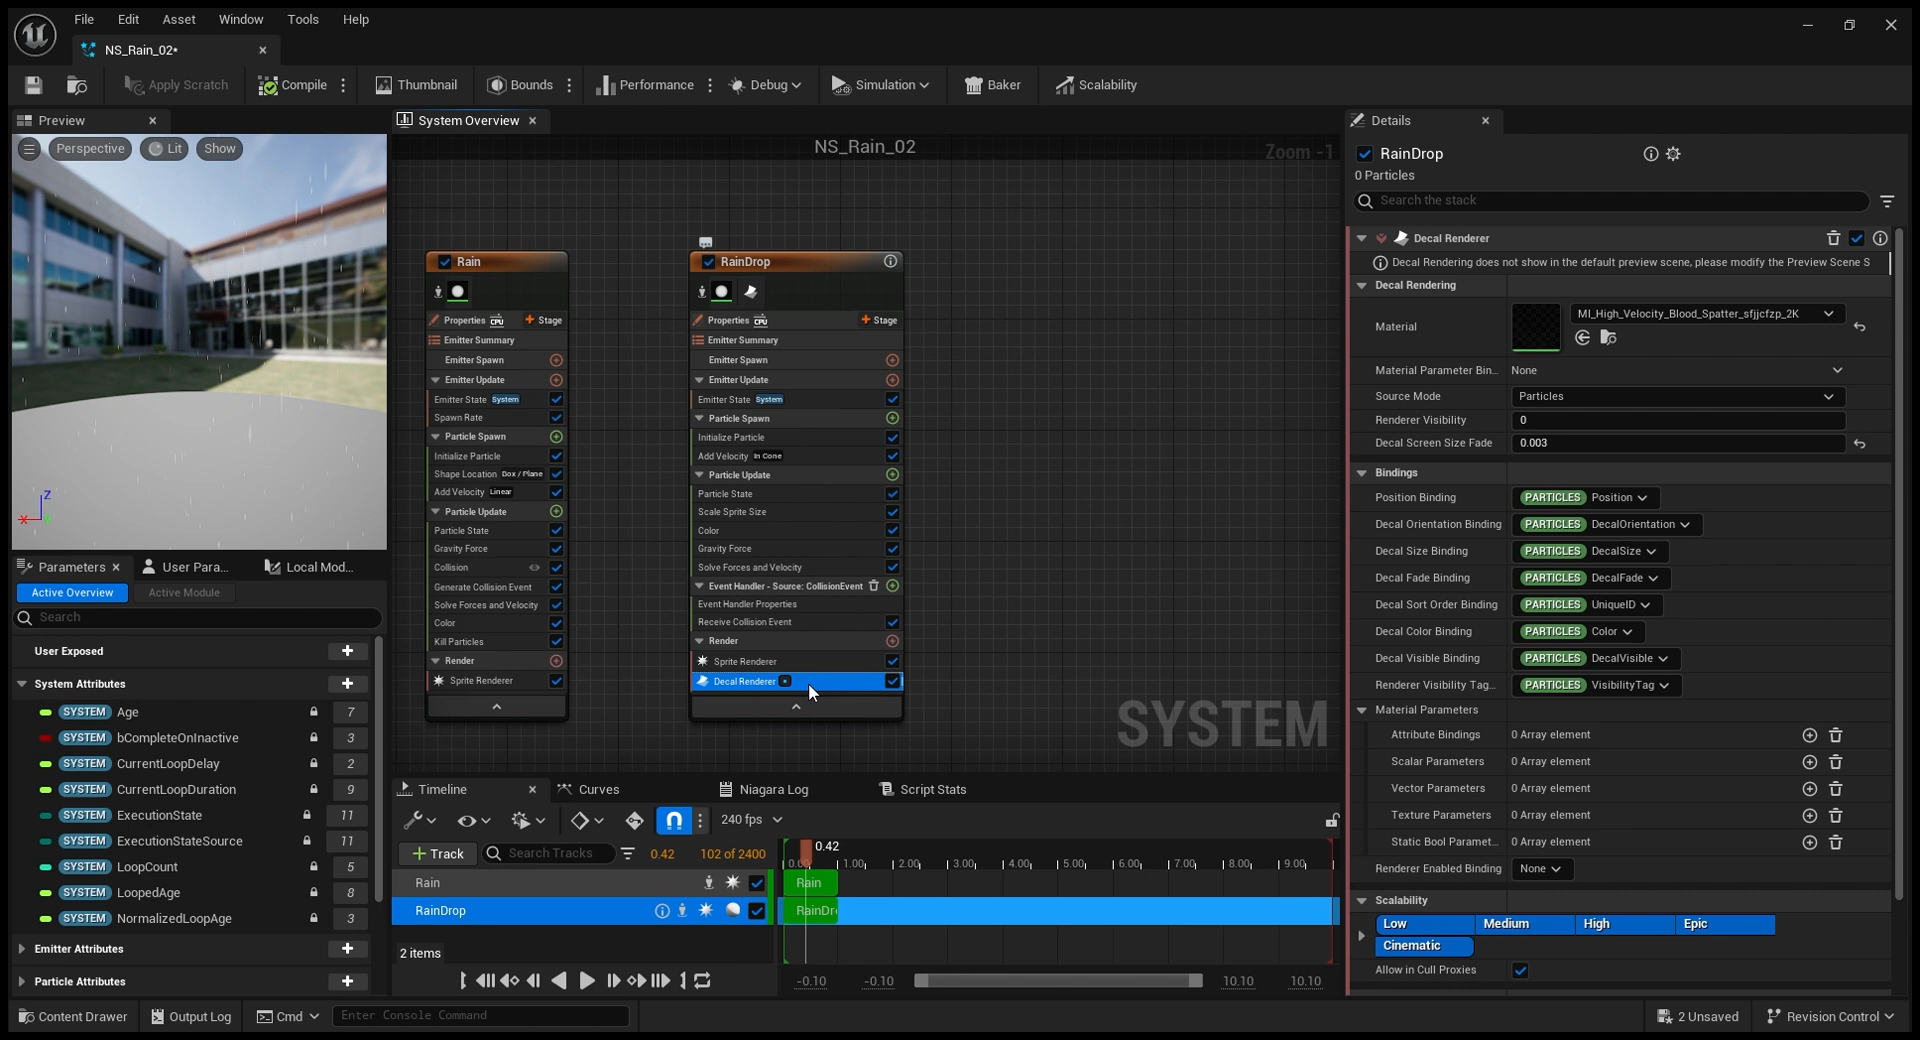 File Edit Asset Window Tools Help
NS_Rain_02*
Apply Scratch Compile Thumbnail Bounds Performance Debug Simulation Baker Scalability
Preview
Perspective Lit Show
Z
X
Parameters User Para... Local Mod...
Active Overview Active Module
Search
User Exposed
System Attributes
SYSTEM Age 7
SYSTEM bCompleteOnInactive 3
SYSTEM CurrentLoopDelay 2
SYSTEM CurrentLoopDuration 9
SYSTEM ExecutionState 11
SYSTEM ExecutionStateSource 11
SYSTEM LoopCount 5
SYSTEM LoopedAge 8
SYSTEM NormalizedLoopAge 3
Emitter Attributes
Particle Attributes
System Overview
NS_Rain_02
Zoom -1
Rain
Properties CPU Stage
Emitter Summary
Emitter Spawn
Emitter Update
Emitter State System
Spawn Rate
Particle Spawn
Initialize Particle
Shape Location Box / Plane
Add Velocity Linear
Particle Update
Particle State
Gravity Force
Collision
Generate Collision Event
Solve Forces and Velocity
Color
Kill Particles
Render
Sprite Renderer
RainDrop
Properties CPU Stage
Emitter Summary
Emitter Spawn
Emitter Update
Emitter State System
Particle Spawn
Initialize Particle
Add Velocity In Cone
Particle Update
Particle State
Scale Sprite Size
Color
Gravity Force
Solve Forces and Velocity
Event Handler - Source: CollisionEvent
Event Handler Properties
Receive Collision Event
Render
Sprite Renderer
Decal Renderer
SYSTEM
Timeline Curves Niagara Log Script Stats
240 fps
Track Search Tracks 0.42 102 of 2400
0.42
0.00 1.00 2.00 3.00 4.00 5.00 6.00 7.00 8.00 9.00
Rain Rain
RainDrop RainDr
2 items
-0.10 -0.10 10.10 10.10
Details
RainDrop
0 Particles
Search the stack
Decal Renderer
Decal Rendering does not show in the default preview scene, please modify the Preview Scene S
Decal Rendering
Material MI_High_Velocity_Blood_Spatter_sfjjcfzp_2K
Material Parameter Bin... None
Source Mode Particles
Renderer Visibility 0
Decal Screen Size Fade 0.003
Bindings
Position Binding PARTICLES Position
Decal Orientation Binding PARTICLES DecalOrientation
Decal Size Binding PARTICLES DecalSize
Decal Fade Binding PARTICLES DecalFade
Decal Sort Order Binding PARTICLES UniqueID
Decal Color Binding PARTICLES Color
Decal Visible Binding PARTICLES DecalVisible
Renderer Visibility Tag... PARTICLES VisibilityTag
Material Parameters
Attribute Bindings 0 Array element
Scalar Parameters 0 Array element
Vector Parameters 0 Array element
Texture Parameters 0 Array element
Static Bool Paramet... 0 Array element
Renderer Enabled Binding None
Scalability
Low Medium High Epic
Cinematic
Allow in Cull Proxies
Content Drawer Output Log Cmd Enter Console Command 2 Unsaved Revision Control